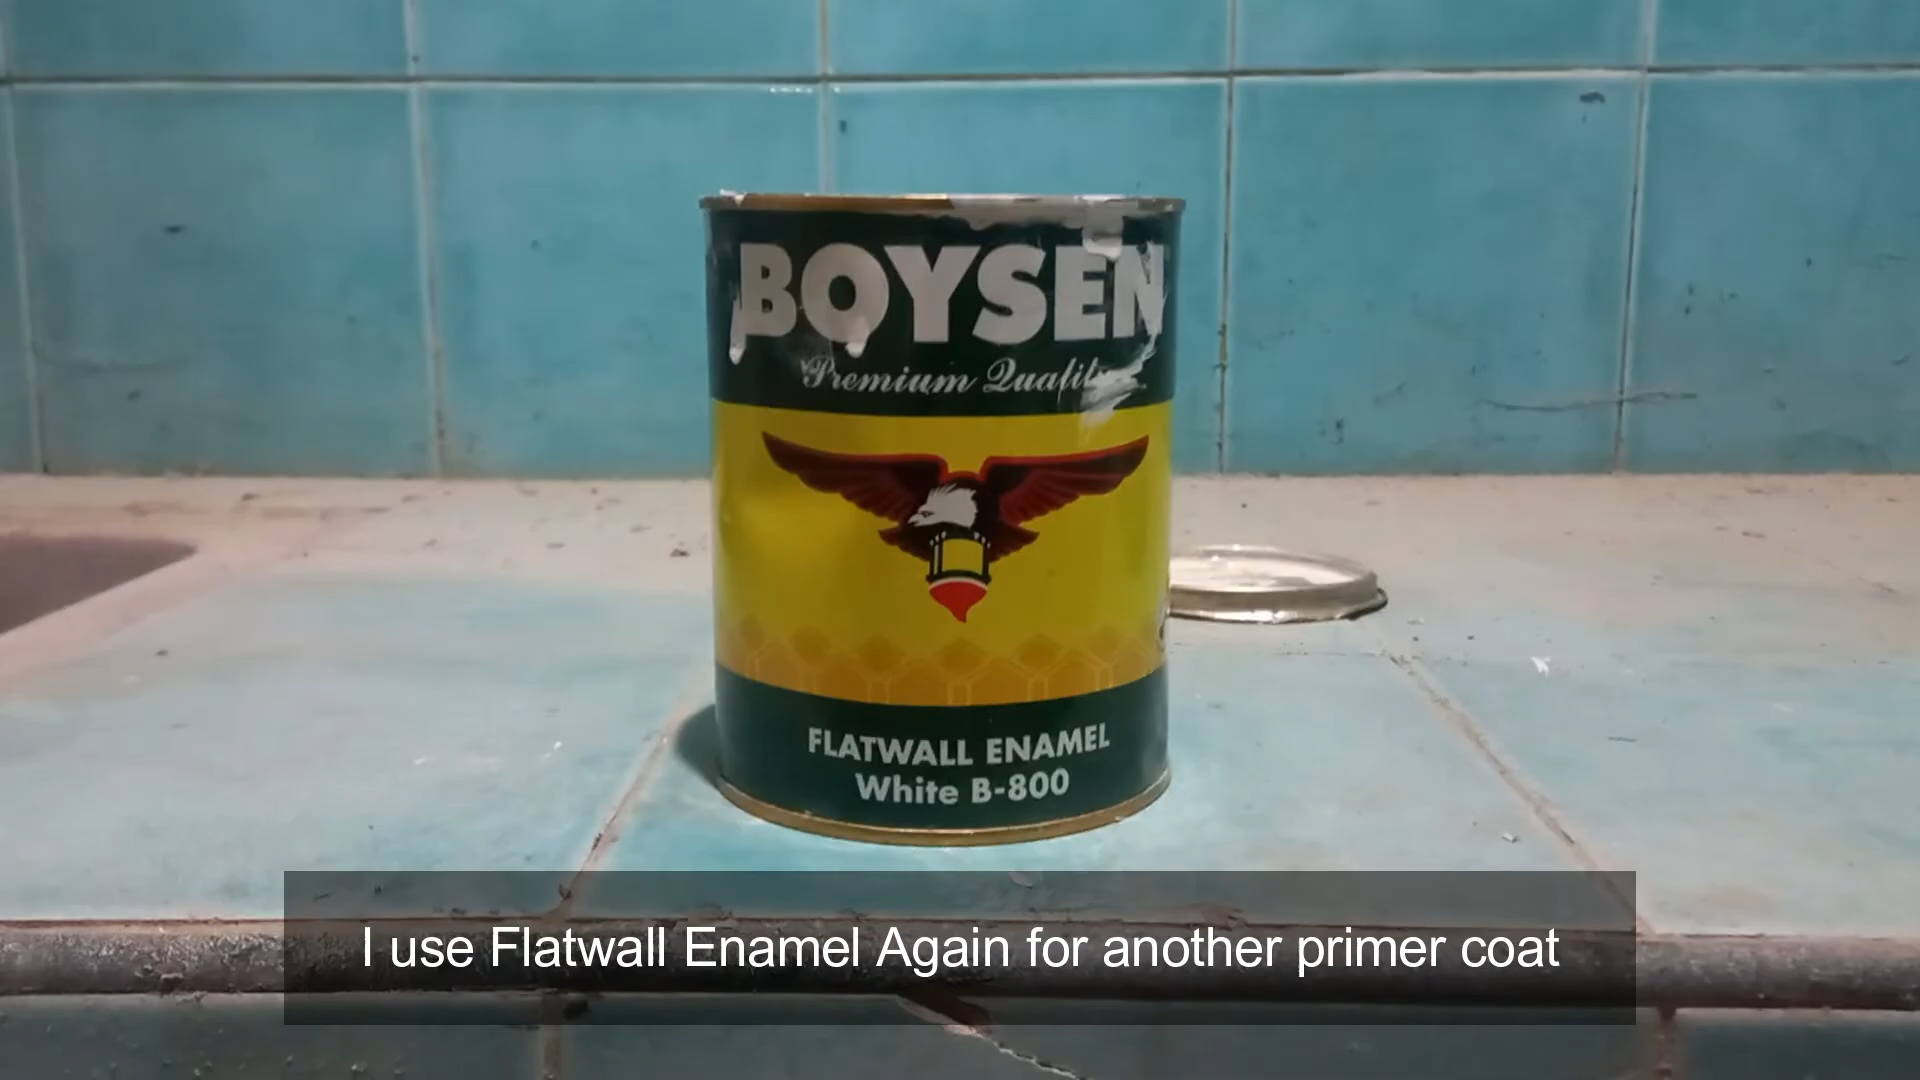 BOYSEN
Premium Quality
FLATWALL ENAMEL
White B-800
I use Flatwall Enamel Again for another primer coat